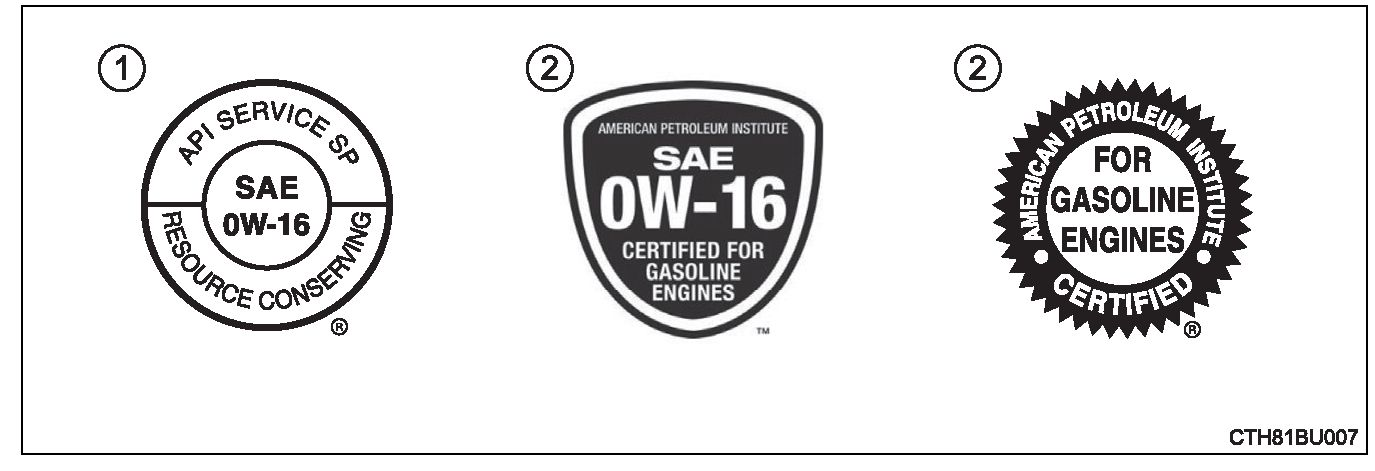 1
API SERVICE SP
SAE
0W-16
RESOURCE CONSERVING
®
2
AMERICAN PETROLEUM INSTITUTE
SAE
0W-16
CERTIFIED FOR
GASOLINE
ENGINES
™
2
AMERICAN PETROLEUM INSTITUTE
FOR
GASOLINE
ENGINES
CERTIFIED
®
CTH81BU007